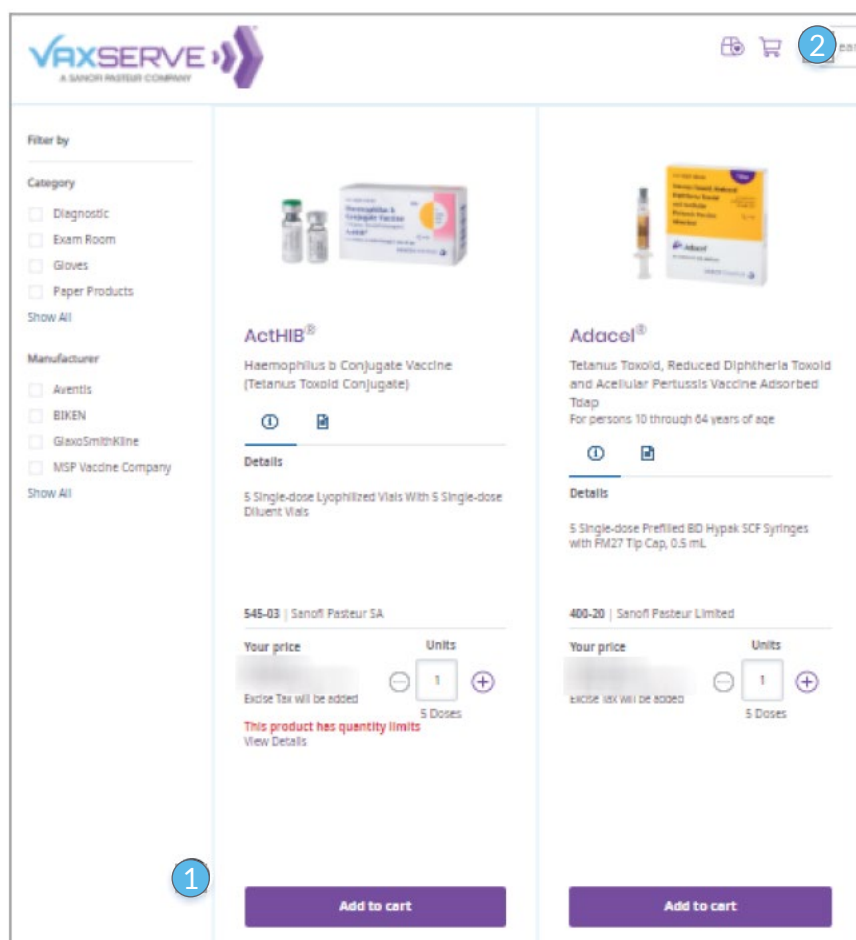 VAXSERVE
A SANOFI PASTEUR COMPANY
2
Filter by
Category
Diagnostic
Exam Room
Gloves
Paper Products
Show All
Manufacturer
Aventis
BIKEN
GlaxoSmithKline
MSP Vaccine Company
Show All
Haemophilus b
Conjugate Vaccine
ActHIB®
ActHIB®
Haemophilus b Conjugate Vaccine
(Tetanus Toxoid Conjugate)
Details
5 Single-dose Lyophilized Vials With 5 Single-dose
Diluent Vials
545-03 | Sanofi Pasteur SA
Your price
Units
1
Excise Tax will be added
5 Doses
This product has quantity limits
View Details
1
Add to cart
Adacel
Adacel®
Tetanus Toxoid, Reduced Diphtheria Toxoid
and Acellular Pertussis Vaccine Adsorbed
Tdap
For persons 10 through 64 years of age
Details
5 Single-dose Prefilled BD Hypak SCF Syringes
with FM27 Tip Cap, 0.5 mL
400-20 | Sanofi Pasteur Limited
Your price
Units
1
Excise Tax will be added
5 Doses
Add to cart